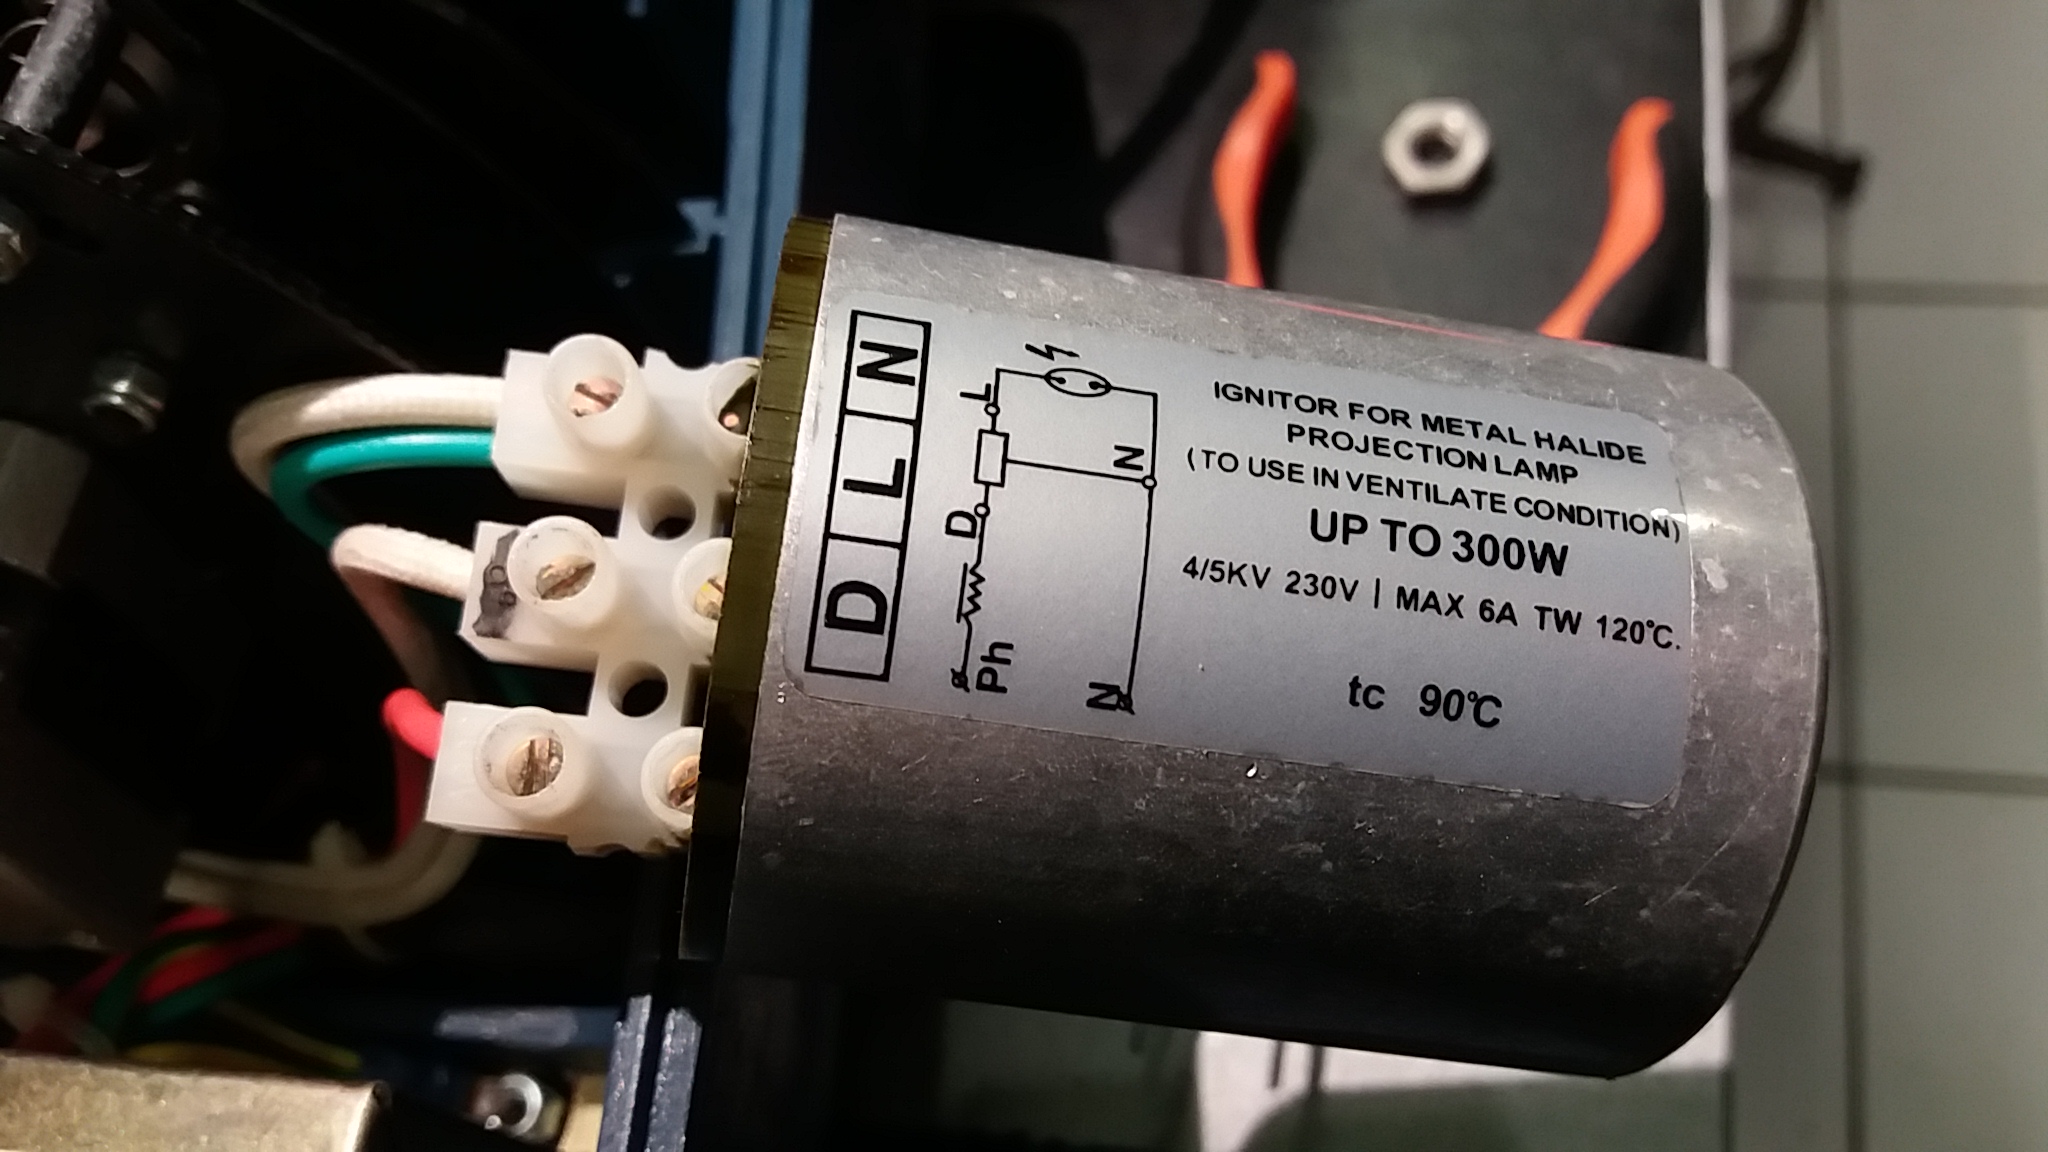 D L N
L
D
N
Ph
N
IGNITOR FOR METAL HALIDE
PROJECTION LAMP
( TO USE IN VENTILATE CONDITION)
UP TO 300W
4/5KV 230V | MAX 6A TW 120°C.
tc 90°C